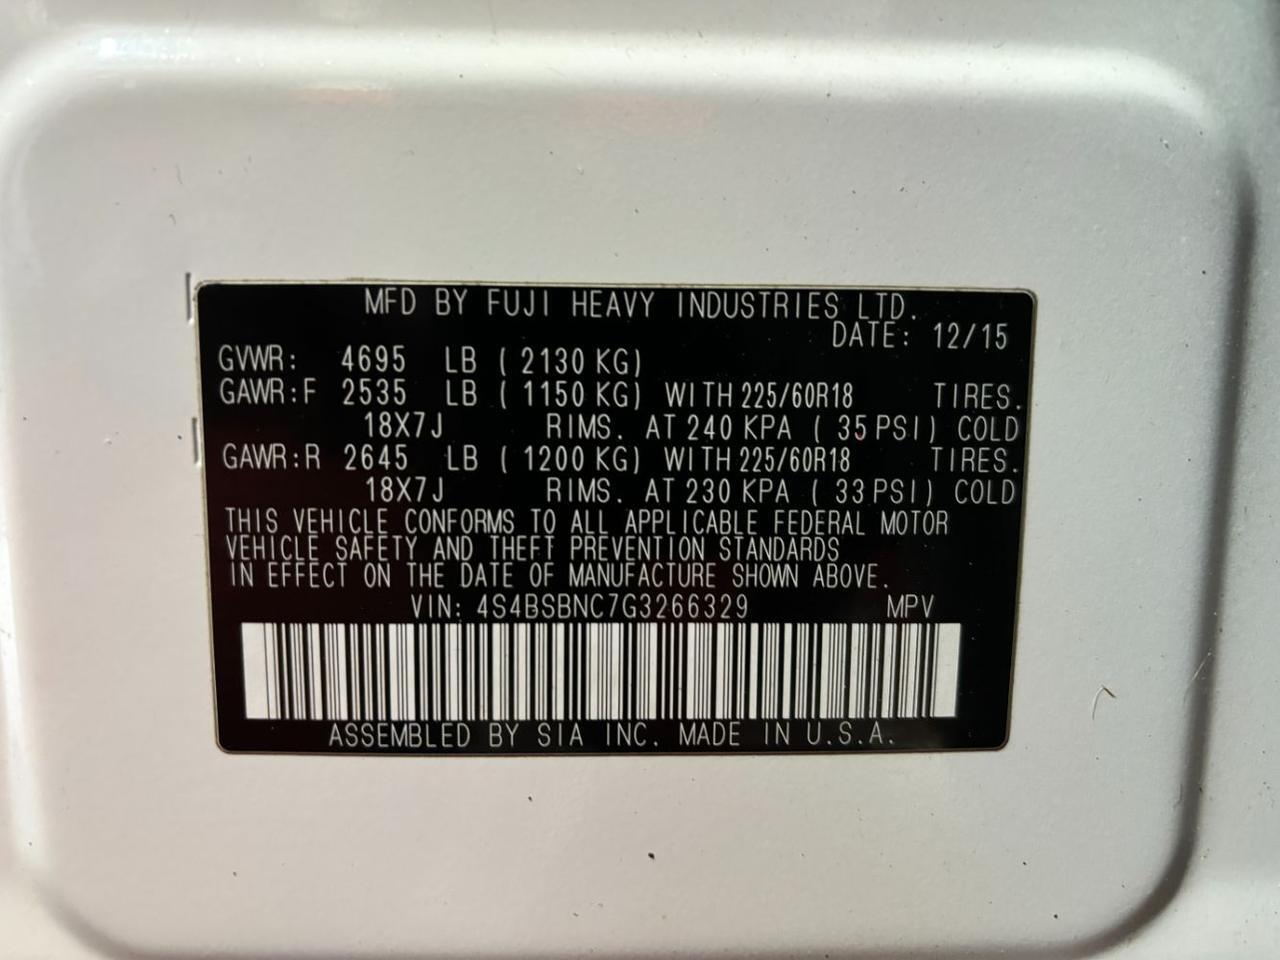 MFD BY FUJI HEAVY INDUSTRIES LTD.
DATE: 12/15
GVWR: 4695 LB ( 2130 KG)
GAWR:F 2535 LB ( 1150 KG) WITH 225/60R18 TIRES.
18X7J RIMS. AT 240 KPA ( 35 PSI) COLD
GAWR:R 2645 LB ( 1200 KG) WITH 225/60R18 TIRES.
18X7J RIMS. AT 230 KPA ( 33 PSI) COLD
THIS VEHICLE CONFORMS TO ALL APPLICABLE FEDERAL MOTOR
VEHICLE SAFETY AND THEFT PREVENTION STANDARDS
IN EFFECT ON THE DATE OF MANUFACTURE SHOWN ABOVE.
VIN: 4S4BSBNC7G3266329 MPV
ASSEMBLED BY SIA INC. MADE IN U.S.A.